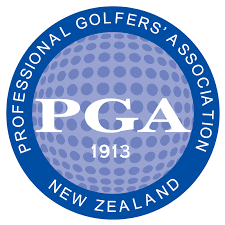 PROFESSIONAL GOLFERS' ASSOCIATION
PGA
1913
NEW ZEALAND